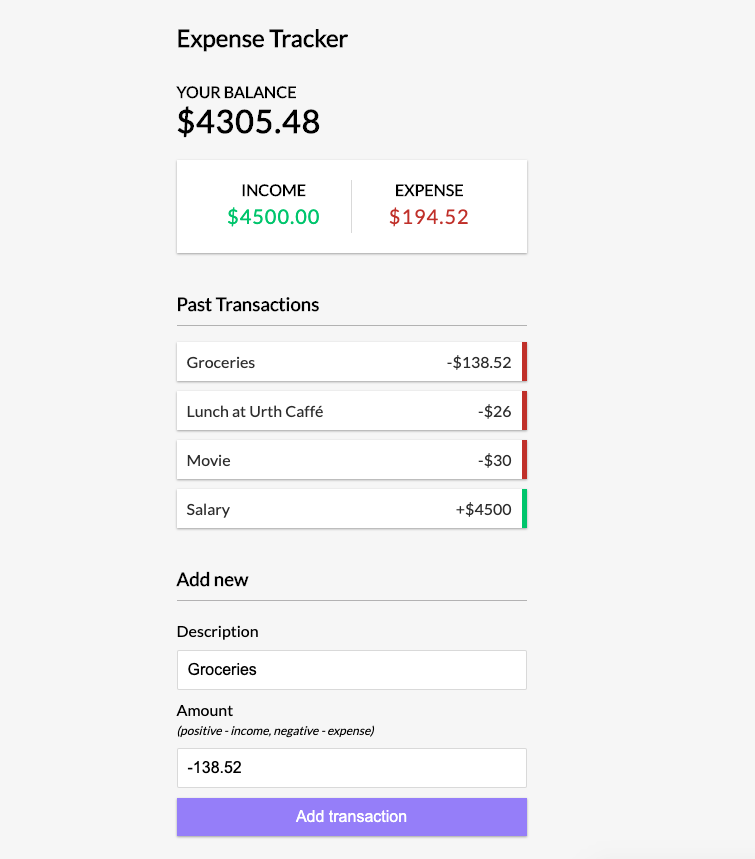 Expense Tracker
YOUR BALANCE
$4305.48
INCOME EXPENSE
$4500.00 $194.52
Past Transactions
Groceries -$138.52
Lunch at Urth Caffé -$26
Movie -$30
Salary +$4500
Add new
Description
Groceries
Amount
(positive - income, negative - expense)
-138.52
Add transaction